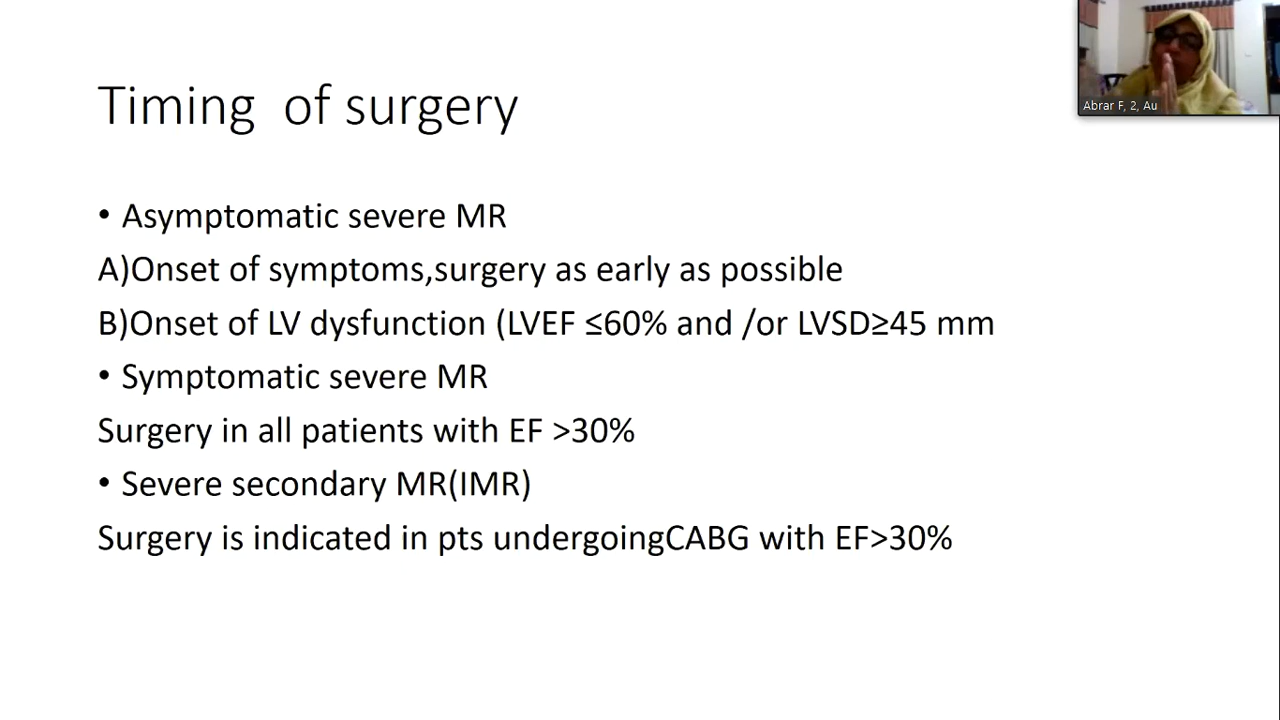 Timing of surgery
Abrar F, 2, Au
• Asymptomatic severe MR
A)Onset of symptoms,surgery as early as possible
B)Onset of LV dysfunction (LVEF ≤60% and /or LVSD≥45 mm
• Symptomatic severe MR
Surgery in all patients with EF >30%
• Severe secondary MR(IMR)
Surgery is indicated in pts undergoingCABG with EF>30%